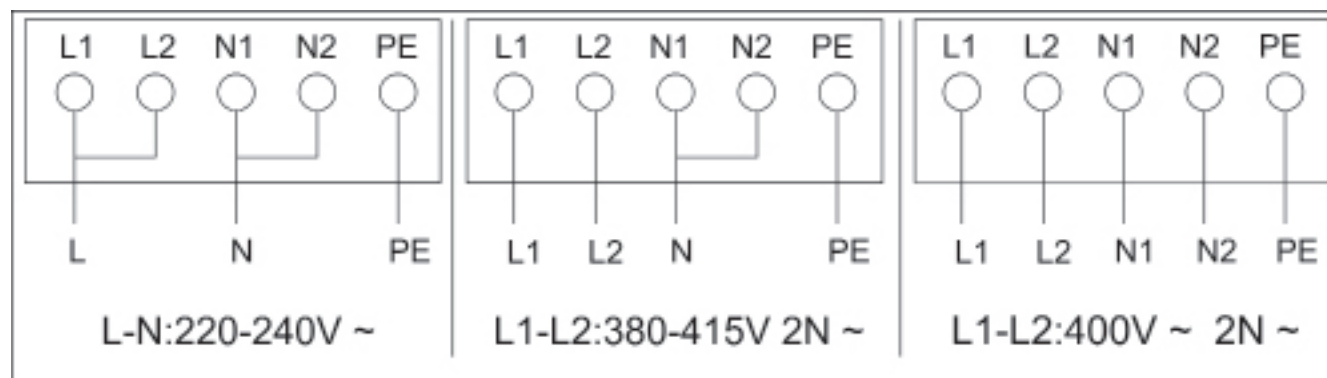 L1 L2 N1 N2 PE
L N PE
L-N:220-240V ~
L1 L2 N1 N2 PE
L1 L2 N PE
L1-L2:380-415V 2N ~
L1 L2 N1 N2 PE
L1 L2 N1 N2 PE
L1-L2:400V ~ 2N ~